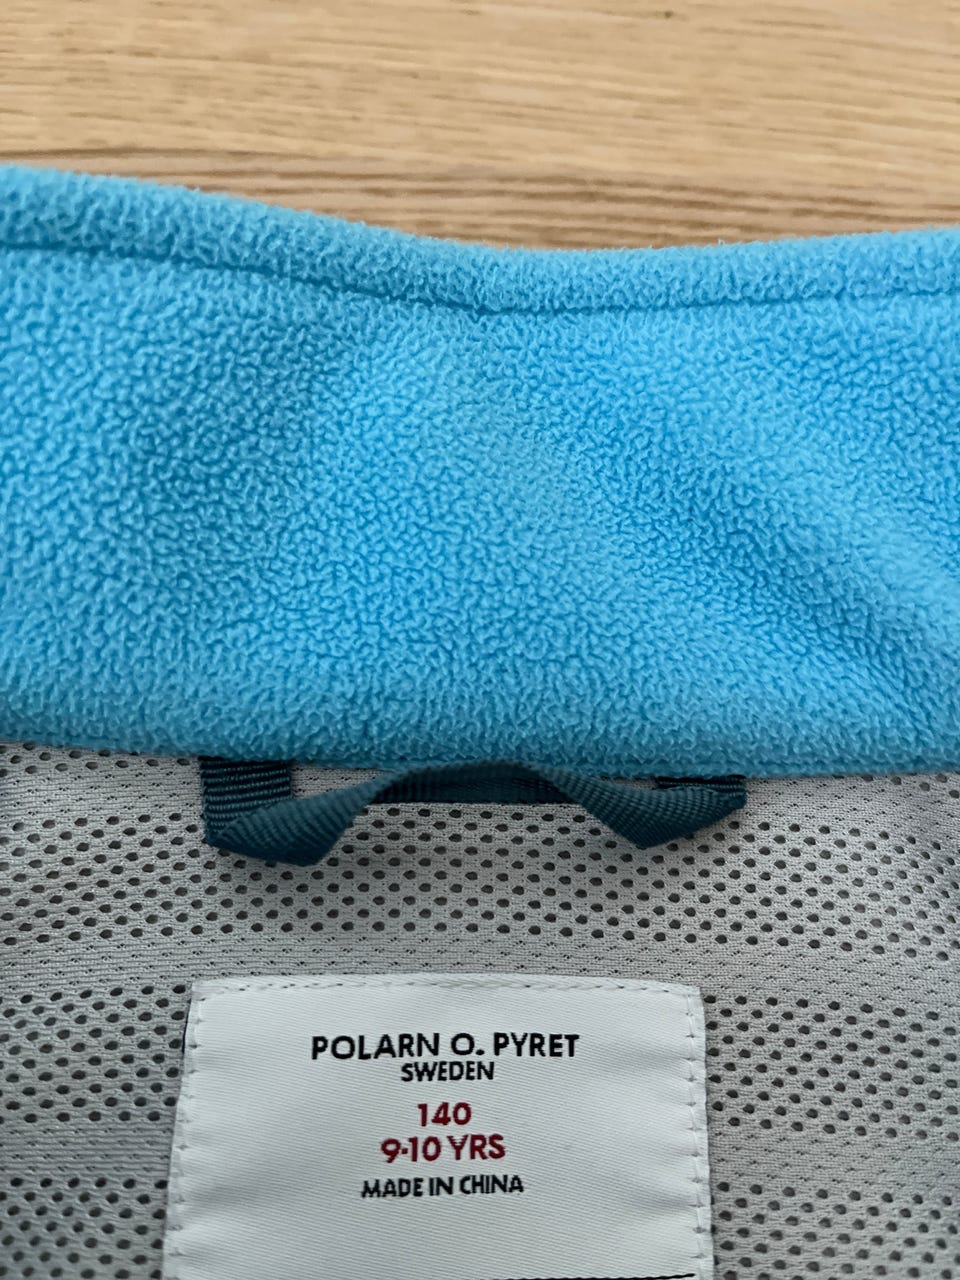 POLARN O. PYRET
SWEDEN
140
9-10 YRS
MADE IN CHINA